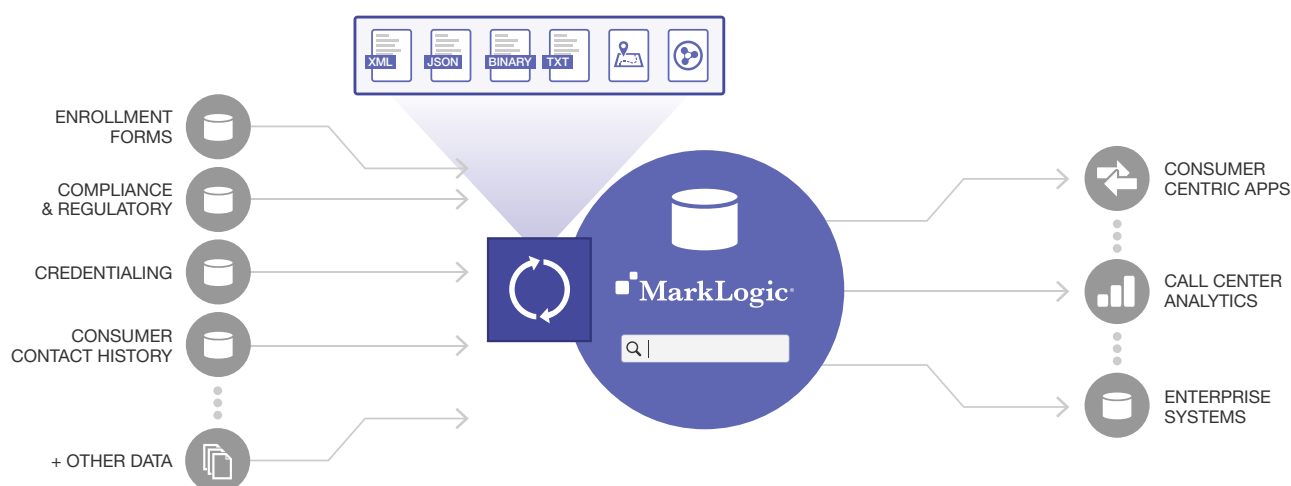 XML
JSON
BINARY
TXT
ENROLLMENT
FORMS
COMPLIANCE
& REGULATORY
CREDENTIALING
CONSUMER
CONTACT HISTORY
+ OTHER DATA
MarkLogic
CONSUMER
CENTRIC APPS
CALL CENTER
ANALYTICS
ENTERPRISE
SYSTEMS